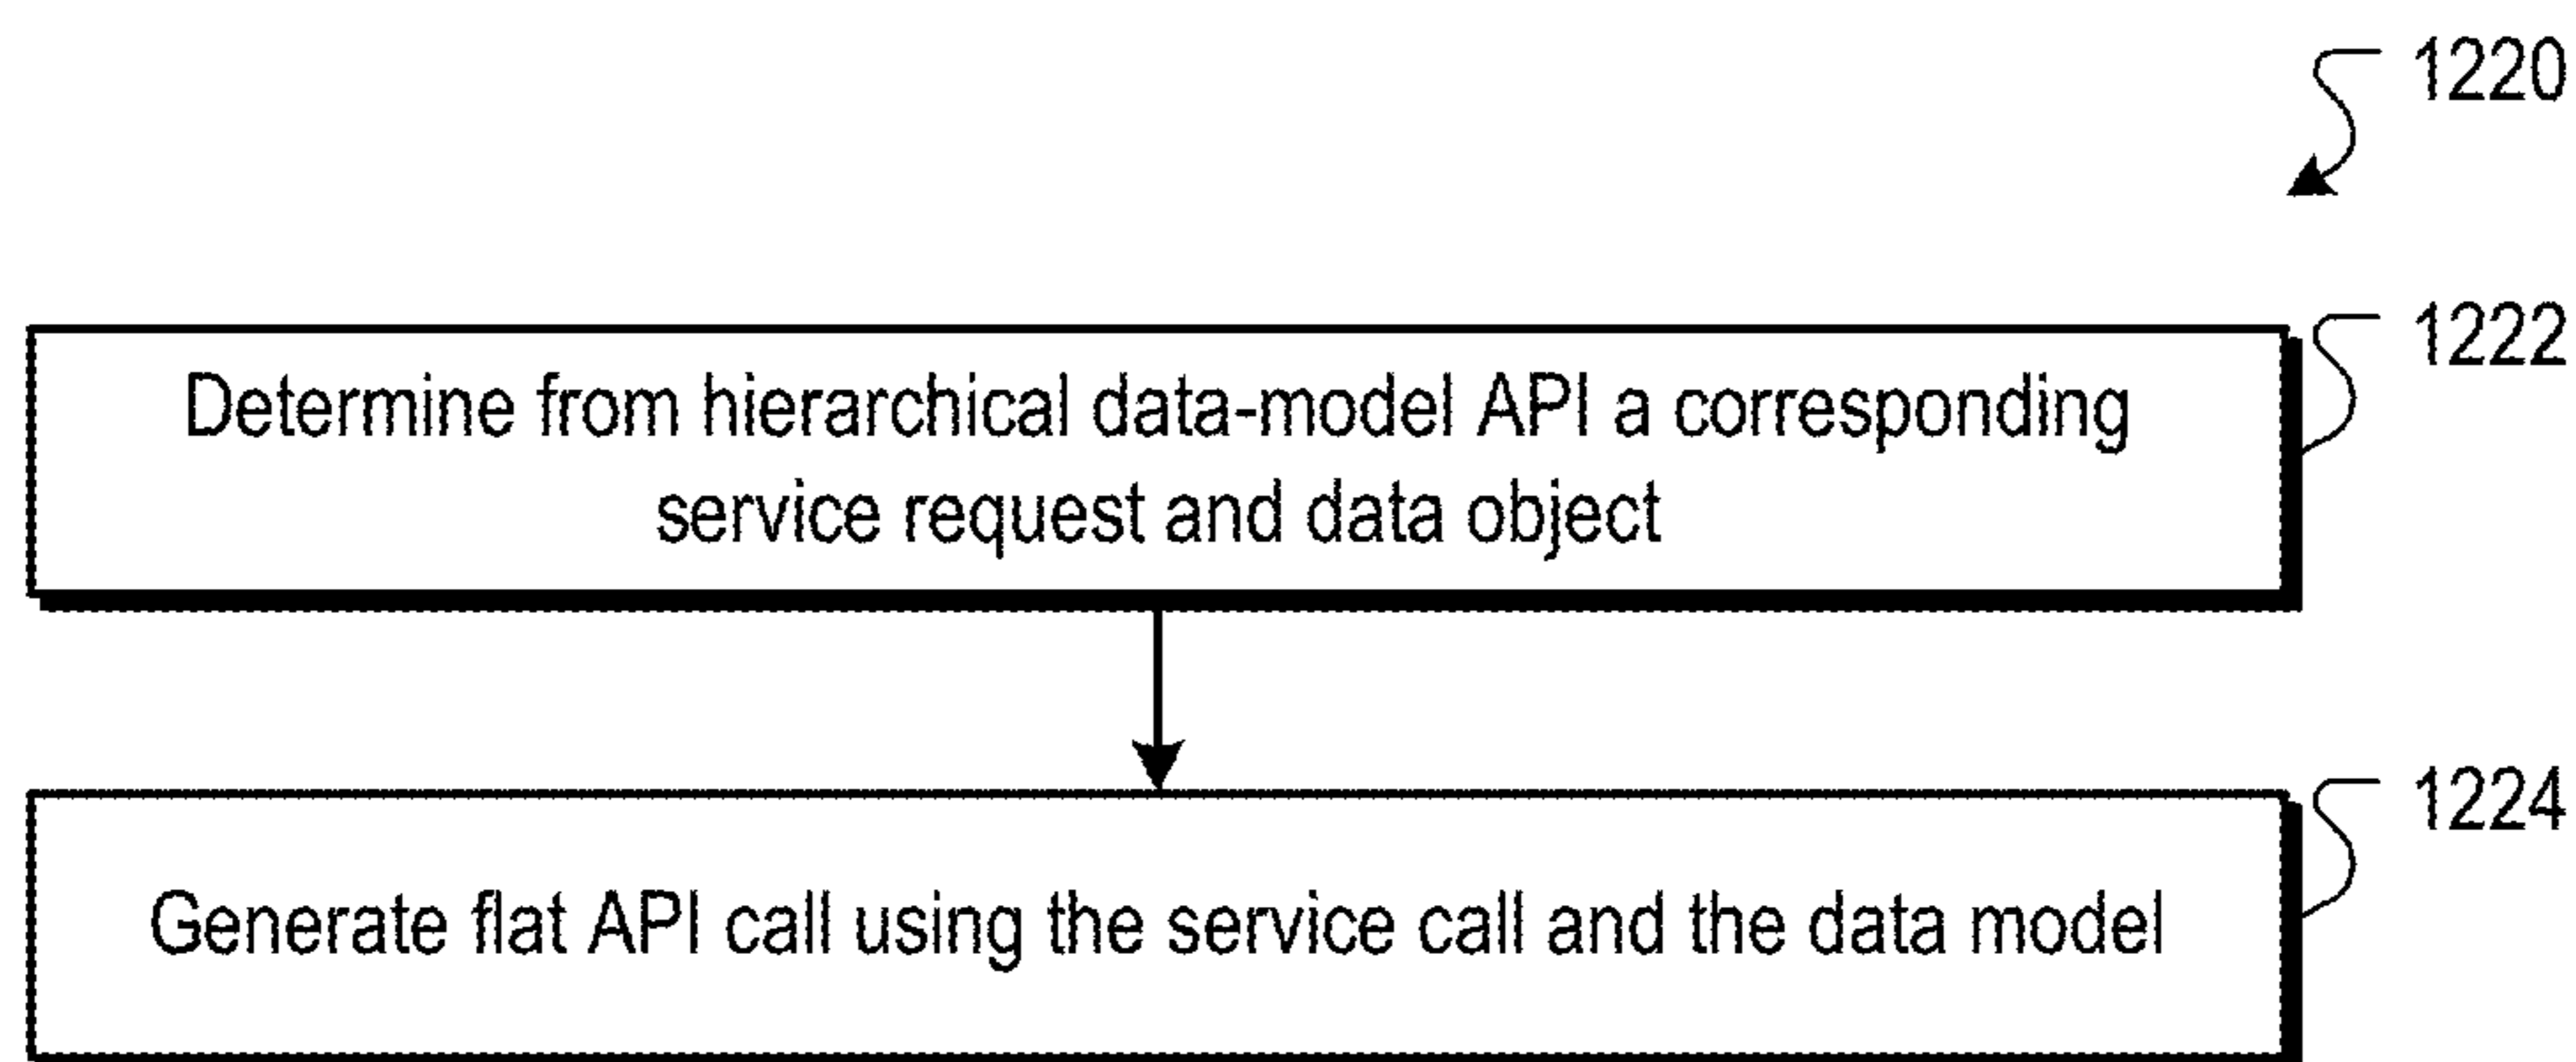 1220
1222
Determine from hierarchical data-model API a corresponding
service request and data object
1224
Generate flat API call using the service call and the data model